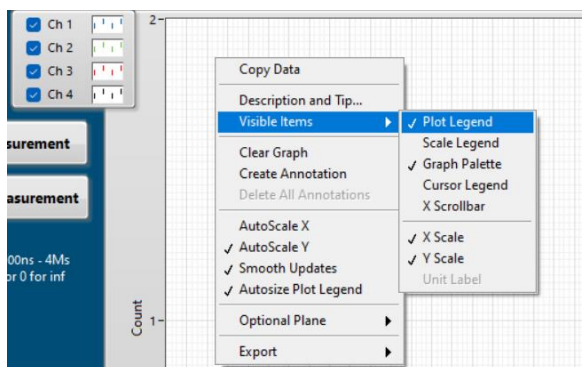 Ch 1
Ch 2
Ch 3
Ch 4
2-
Copy Data
Description and Tip...
Visible Items
Clear Graph
Create Annotation
Delete All Annotations
AutoScale X
AutoScale Y
Smooth Updates
Autosize Plot Legend
Optional Plane
Export
Plot Legend
Scale Legend
Graph Palette
Cursor Legend
X Scrollbar
X Scale
Y Scale
Unit Label
surement
asurement
00ns - 4Ms
or 0 for inf
Count
1-